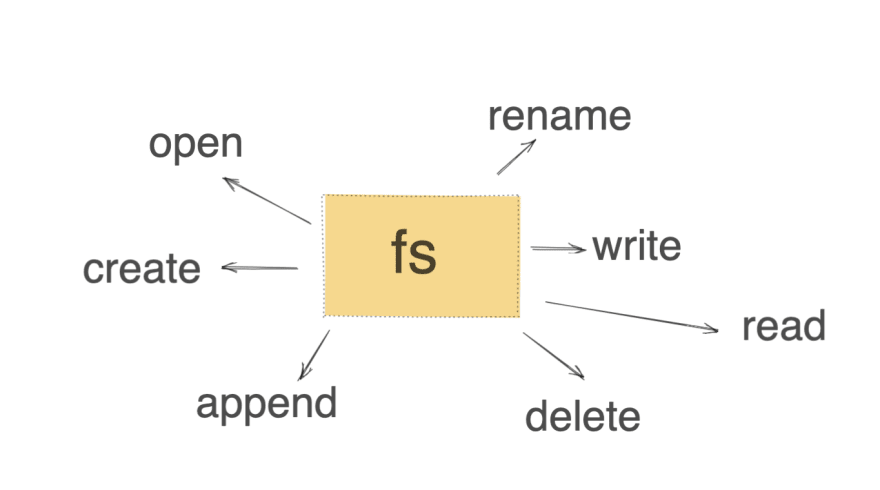 rename
open
fs
write
create
read
append
delete